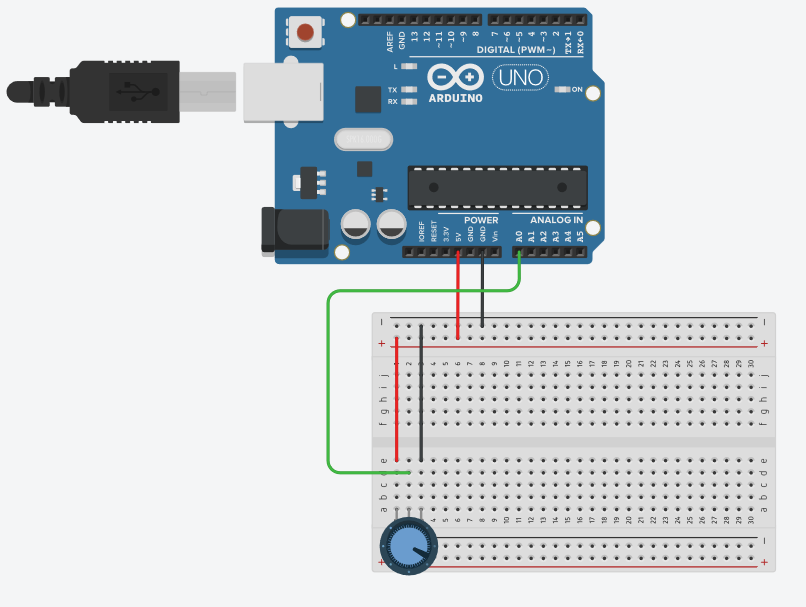 AREF
GND
13
12
~11
~10
~9
8
7
~6
~5
4
~3
2
TX→1
RX←0
DIGITAL (PWM~)
L
TX
RX
ARDUINO
UNO
ON
POWER
ANALOG IN
IOREF
RESET
3.3V
5V
GND
GND
Vin
A0
A1
A2
A3
A4
A5
− −
+ +
2 3 4 5 6 7 8 9 10 11 12 13 14 15 16 17 18 19 20 21 22 23 24 25 26 27 28 29 30
j j
i i
h h
g g
f f
e e
d d
c c
b b
a a
4 5 6 7 8 9 10 11 12 13 14 15 16 17 18 19 20 21 22 23 24 25 26 27 28 29 30
−
+ +